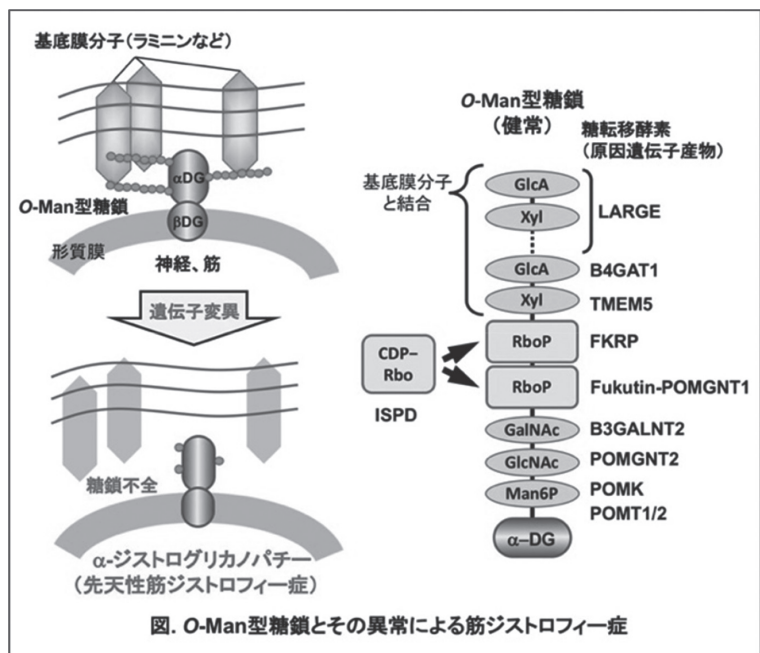 基底膜分子(ラミニンなど)
αDG
O-Man型糖鎖
βDG
形質膜
神経、筋
遺伝子変異
糖鎖不全
α-ジストログリカノパチー
(先天性筋ジストロフィー症)
O-Man型糖鎖
(健常)
糖転移酵素
(原因遺伝子産物)
基底膜分子
と結合
GlcA
Xyl
LARGE
GlcA
B4GAT1
Xyl
TMEM5
CDP–
Rbo
ISPD
RboP
FKRP
RboP
Fukutin-POMGNT1
GalNAc
B3GALNT2
GlcNAc
POMGNT2
Man6P
POMK
POMT1/2
α–DG
図. O-Man型糖鎖とその異常による筋ジストロフィー症